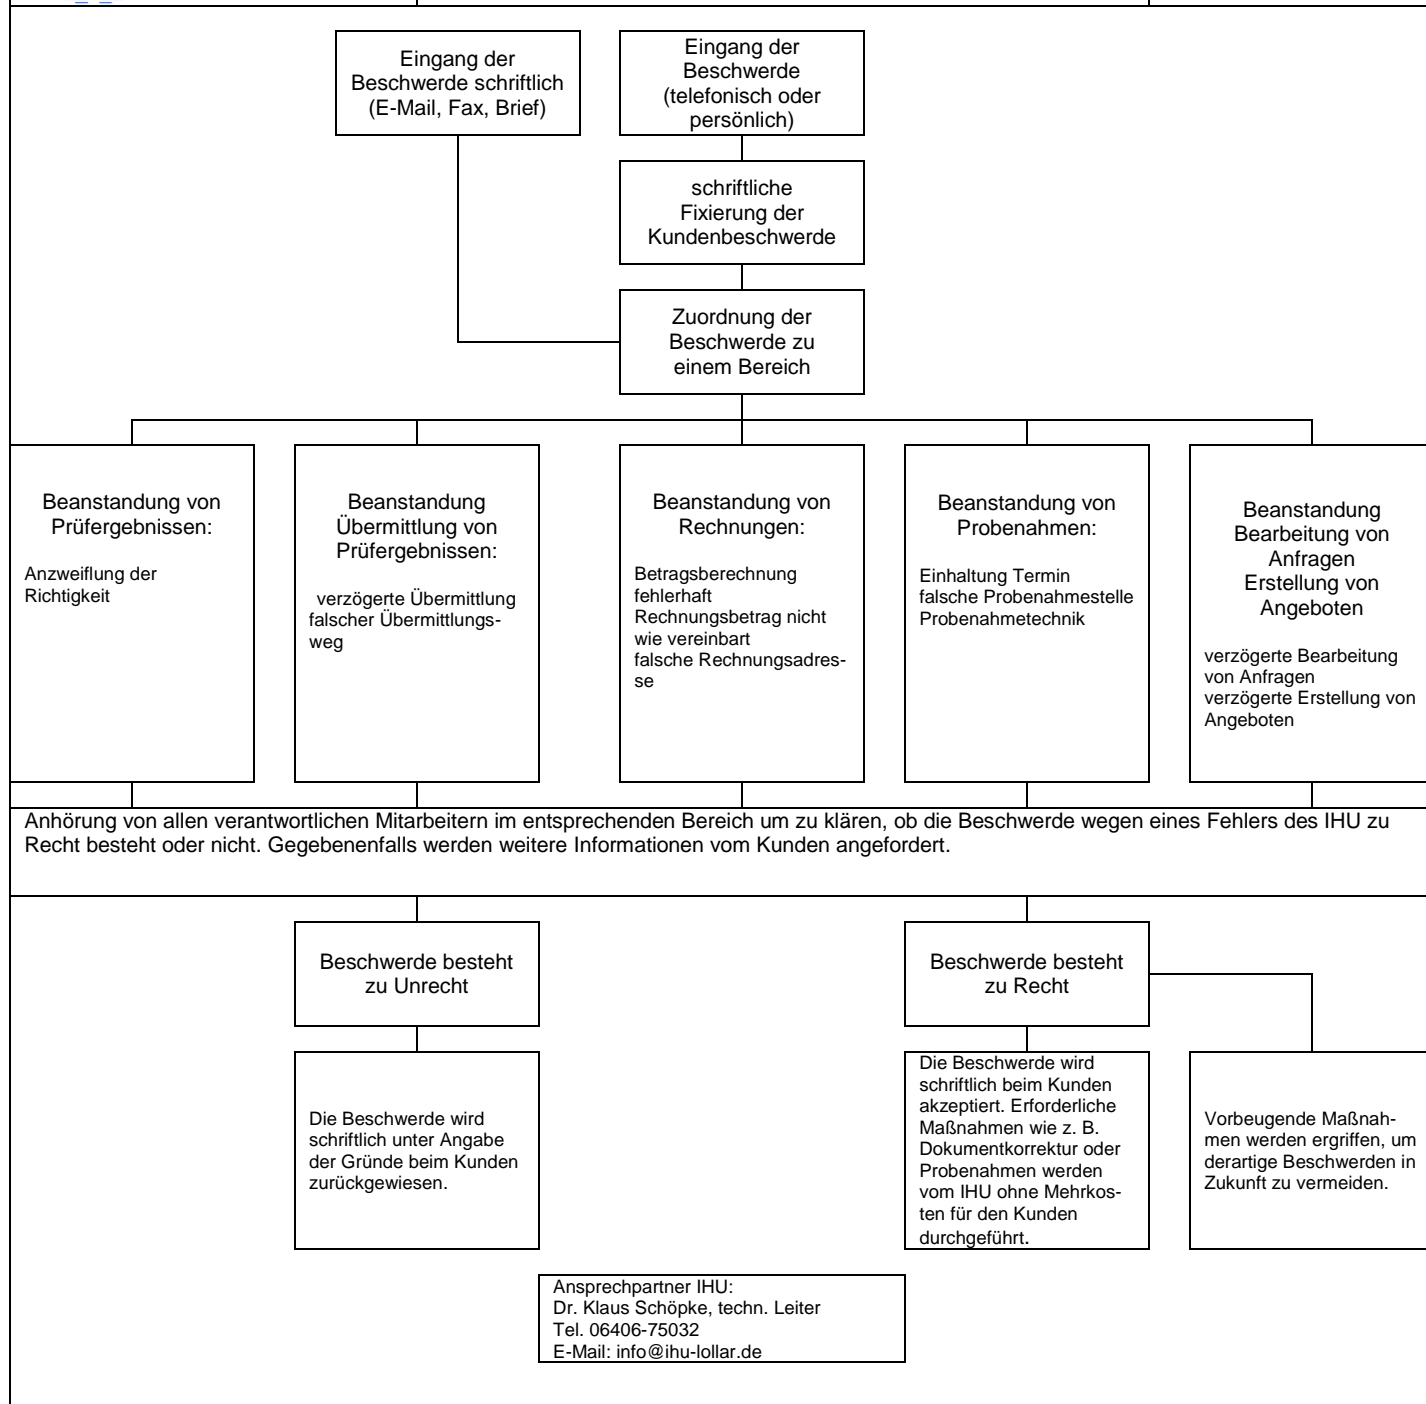 Eingang der
Beschwerde schriftlich
(E-Mail, Fax, Brief)
Eingang der
Beschwerde
(telefonisch oder
persönlich)
schriftliche
Fixierung der
Kundenbeschwerde
Zuordnung der
Beschwerde zu
einem Bereich
Beanstandung von
Prüfergebnissen:
Anzweiflung der
Richtigkeit
Beanstandung
Übermittlung von
Prüfergebnissen:
verzögerte Übermittlung
falscher Übermittlungs-
weg
Beanstandung von
Rechnungen:
Betragsberechnung
fehlerhaft
Rechnungsbetrag nicht
wie vereinbart
falsche Rechnungsadres-
se
Beanstandung von
Probenahmen:
Einhaltung Termin
falsche Probenahmestelle
Probenahmetechnik
Beanstandung
Bearbeitung von
Anfragen
Erstellung von
Angeboten
verzögerte Bearbeitung
von Anfragen
verzögerte Erstellung von
Angeboten
Anhörung von allen verantwortlichen Mitarbeitern im entsprechenden Bereich um zu klären, ob die Beschwerde wegen eines Fehlers des IHU zu
Recht besteht oder nicht. Gegebenenfalls werden weitere Informationen vom Kunden angefordert.
Beschwerde besteht
zu Unrecht
Beschwerde besteht
zu Recht
Die Beschwerde wird
schriftlich unter Angabe
der Gründe beim Kunden
zurückgewiesen.
Die Beschwerde wird
schriftlich beim Kunden
akzeptiert. Erforderliche
Maßnahmen wie z. B.
Dokumentkorrektur oder
Probenahmen werden
vom IHU ohne Mehrkos-
ten für den Kunden
durchgeführt.
Vorbeugende Maßnah-
men werden ergriffen, um
derartige Beschwerden in
Zukunft zu vermeiden.
Ansprechpartner IHU:
Dr. Klaus Schöpke, techn. Leiter
Tel. 06406-75032
E-Mail: info@ihu-lollar.de